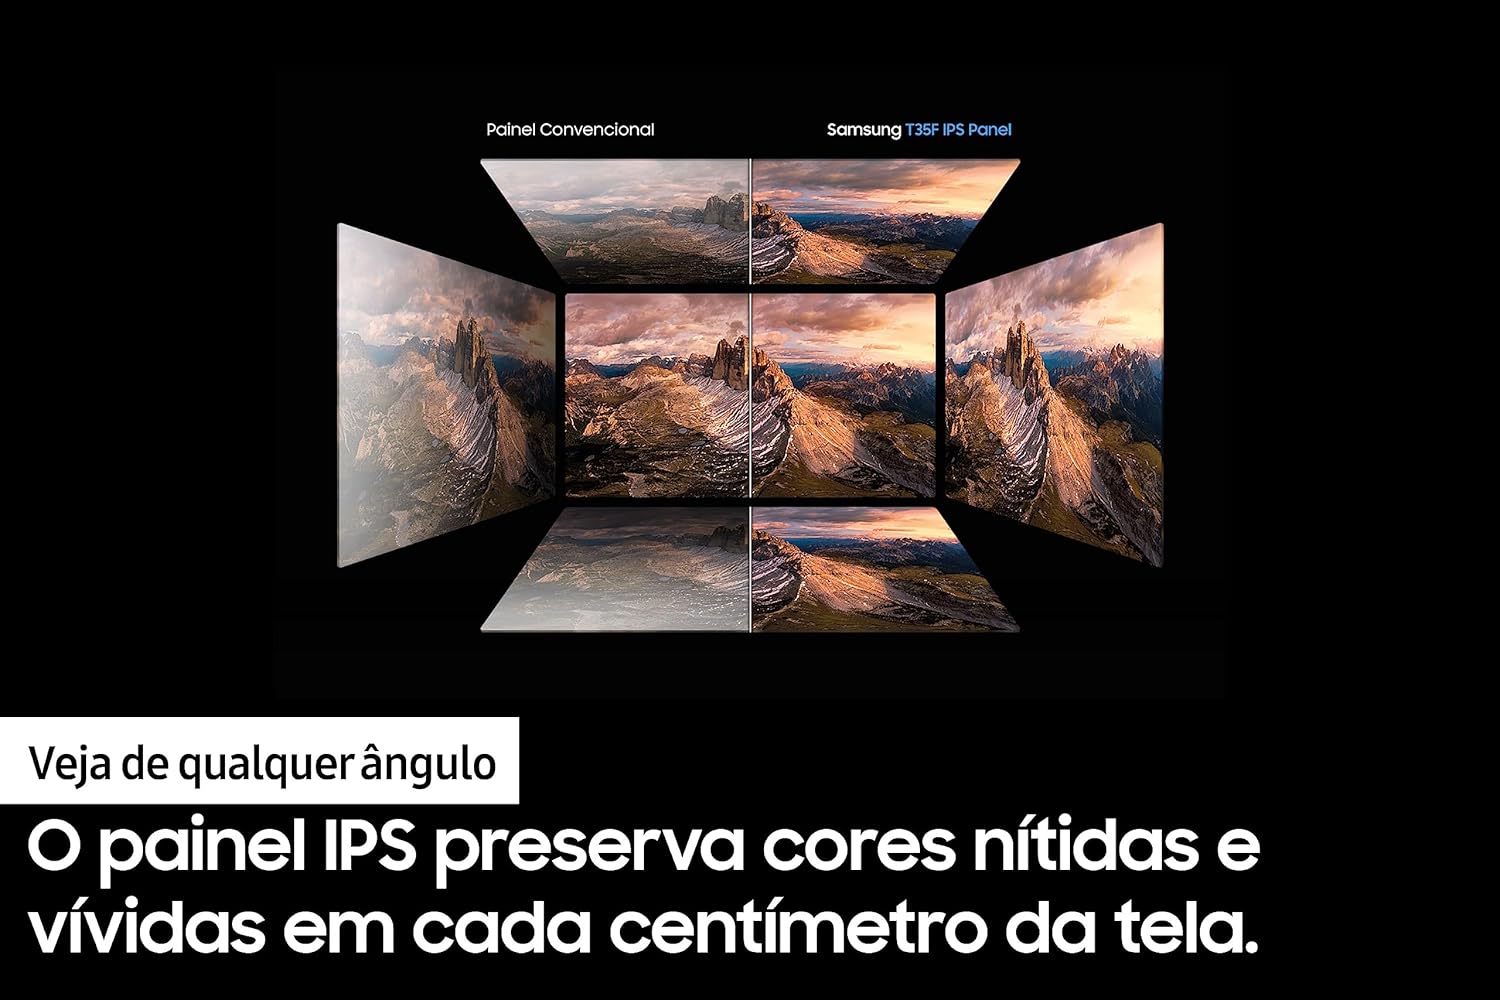 Painel Convencional
Samsung T35F IPS Panel
Veja de qualquer ângulo
O painel IPS preserva cores nítidas e
vívidas em cada centímetro da tela.